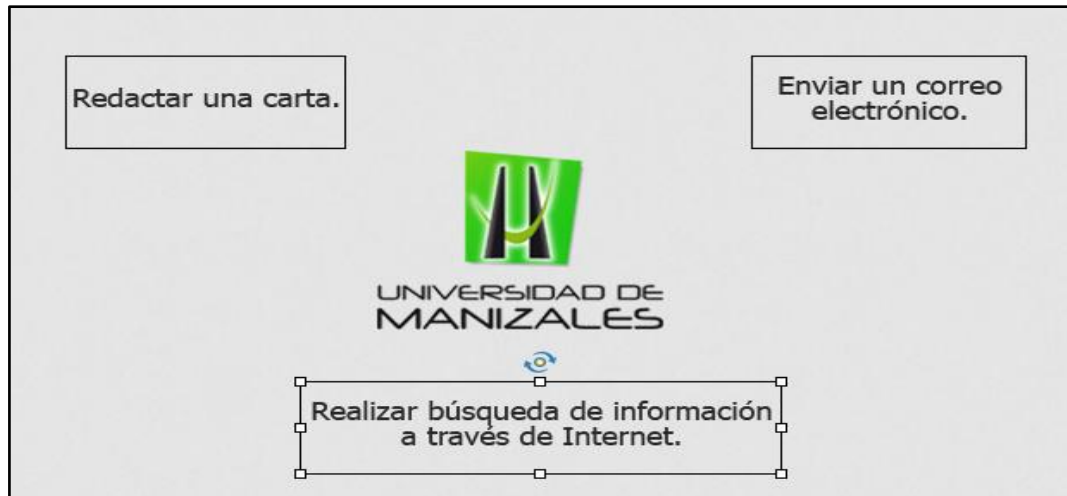 Redactar una carta.
Enviar un correo
electrónico.
UNIVERSIDAD DE
MANIZALES
Realizar búsqueda de información
a través de Internet.